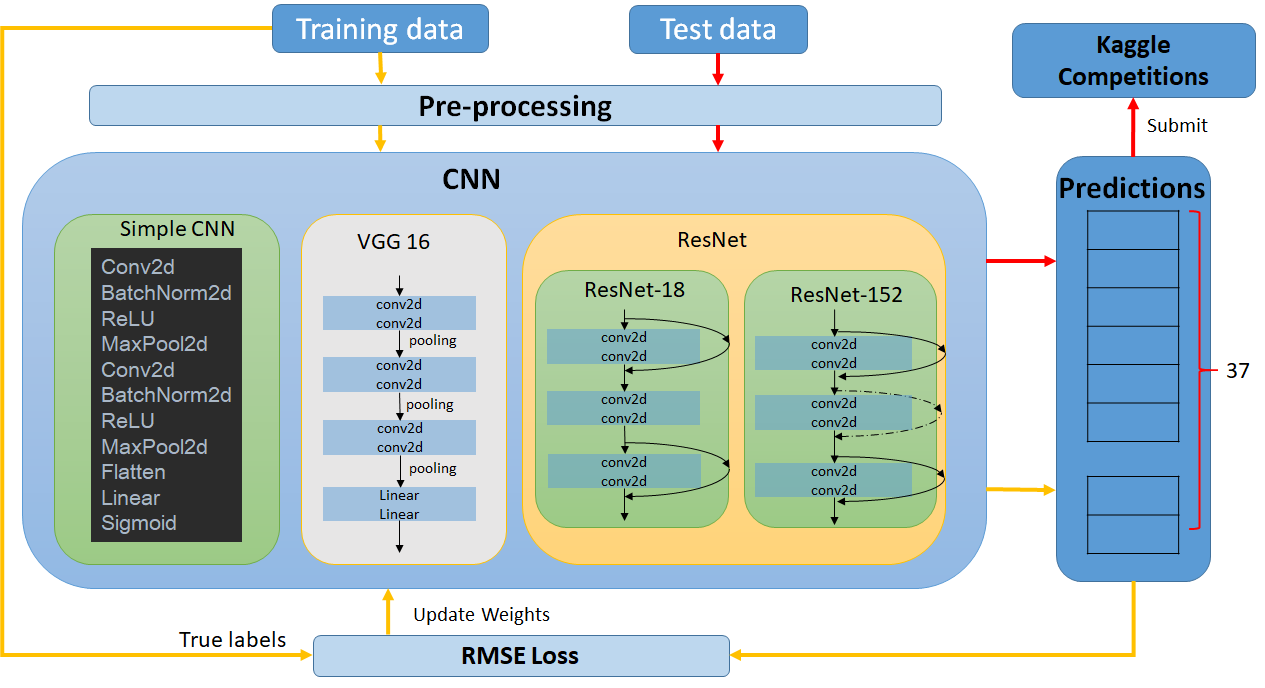 Training data
Test data
Kaggle
Competitions
Pre-processing
Submit
CNN
Predictions
Simple CNN
Conv2d
BatchNorm2d
ReLU
MaxPool2d
Conv2d
BatchNorm2d
ReLU
MaxPool2d
Flatten
Linear
Sigmoid
VGG 16
conv2d
conv2d
pooling
conv2d
conv2d
pooling
conv2d
conv2d
pooling
Linear
Linear
ResNet
ResNet-18
conv2d
conv2d
conv2d
conv2d
conv2d
conv2d
ResNet-152
conv2d
conv2d
conv2d
conv2d
conv2d
conv2d
37
Update Weights
True labels
RMSE Loss